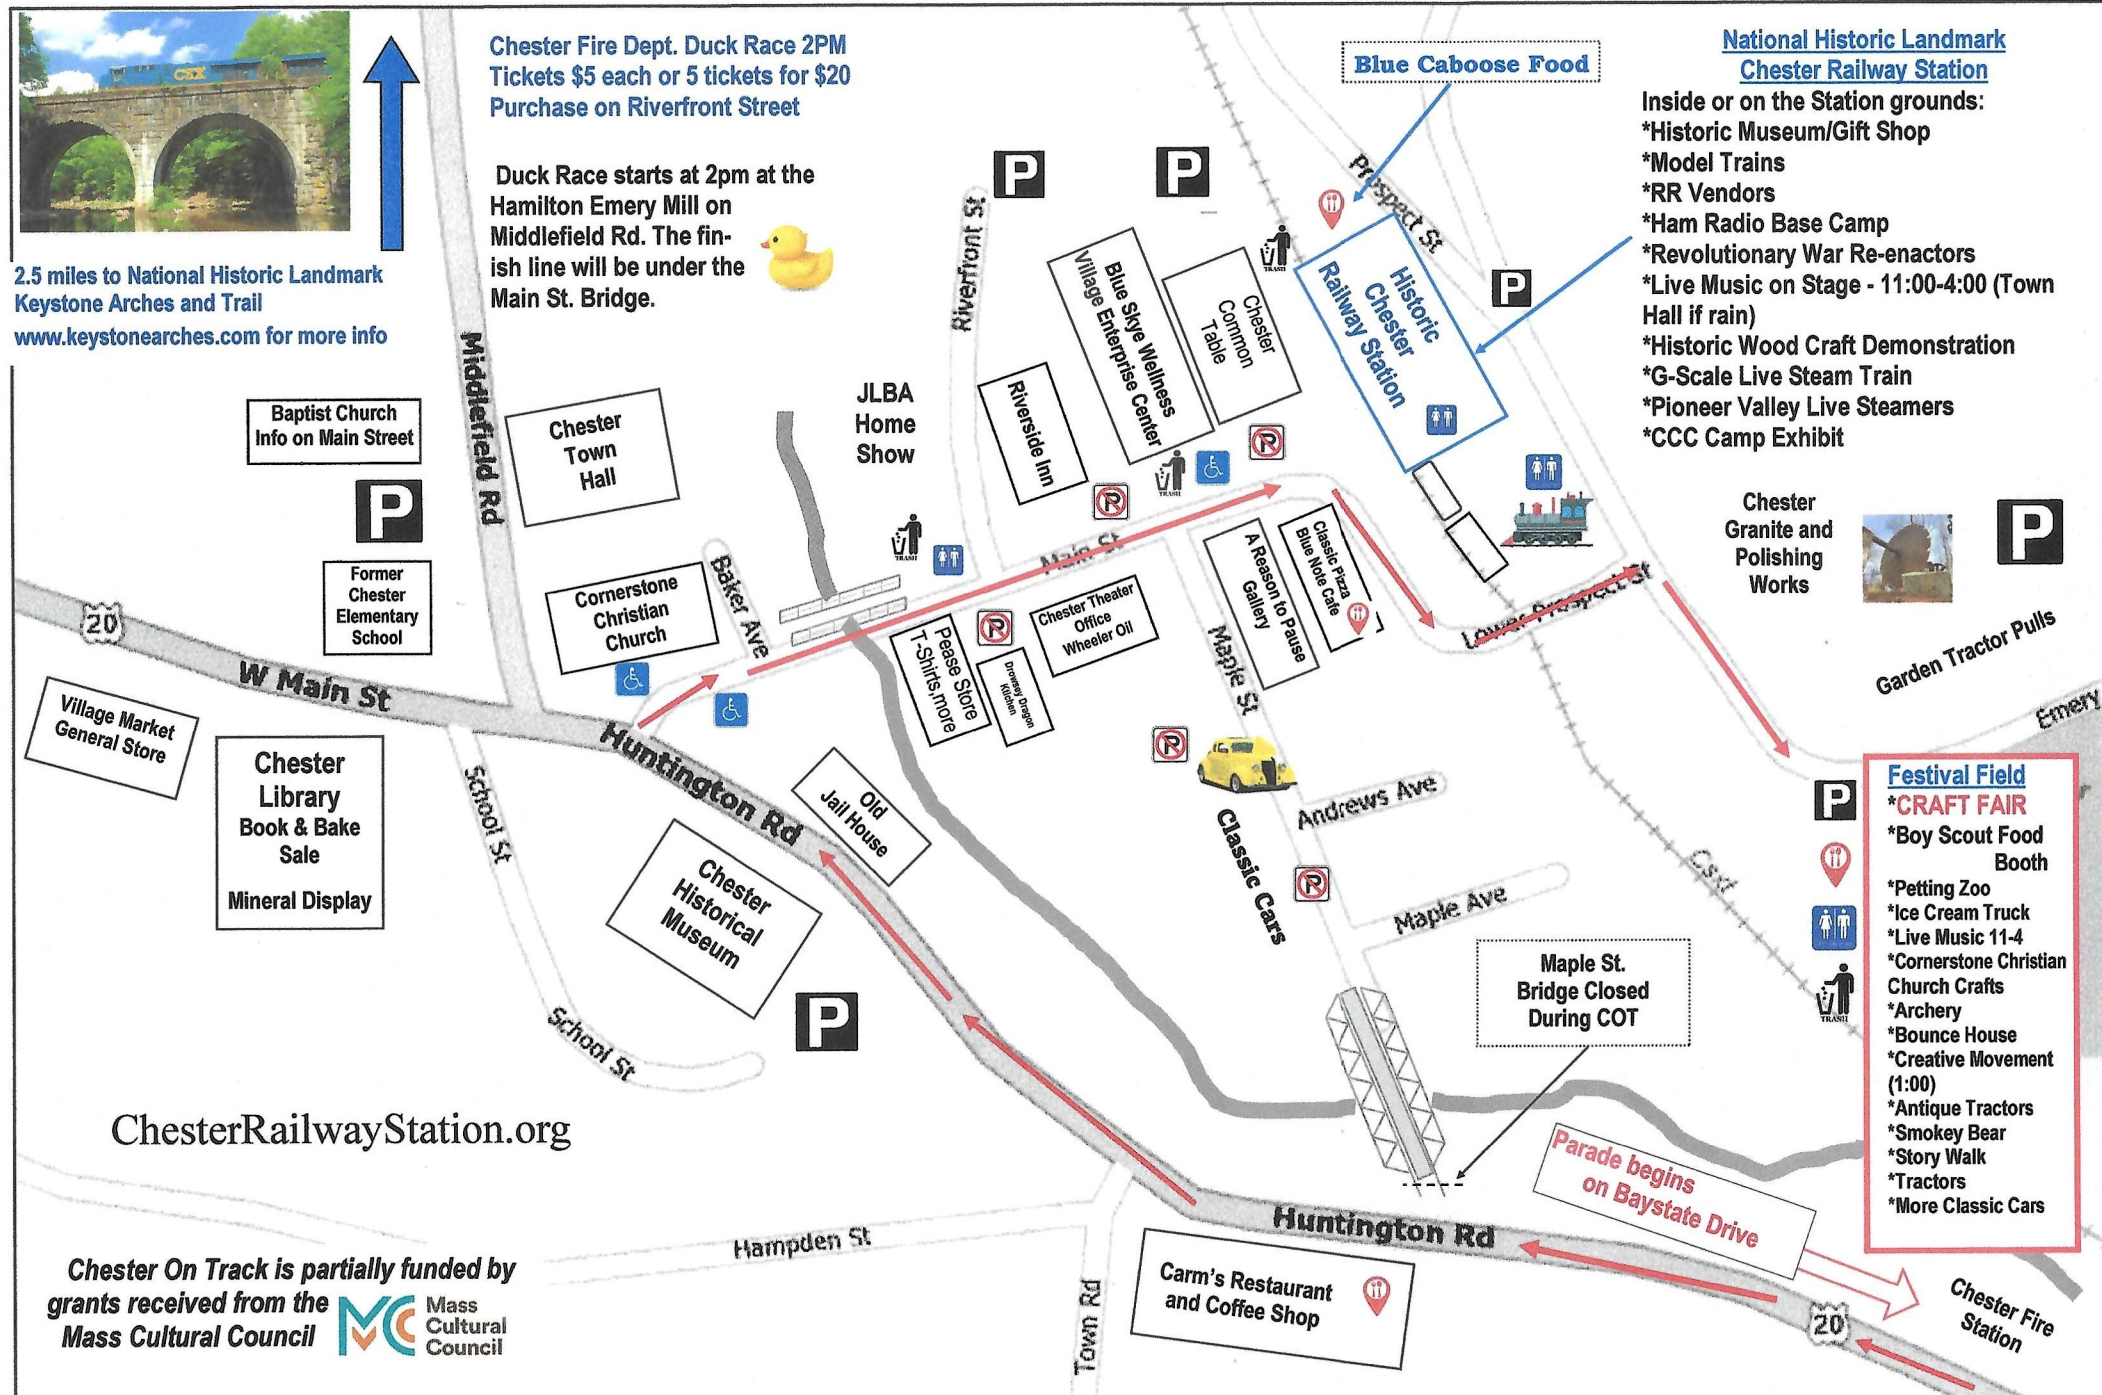 CSX
2.5 miles to National Historic Landmark
Keystone Arches and Trail
www.keystonearches.com for more info
Chester Fire Dept. Duck Race 2PM
Tickets $5 each or 5 tickets for $20
Purchase on Riverfront Street
Duck Race starts at 2pm at the
Hamilton Emery Mill on
Middlefield Rd. The fin-
ish line will be under the
Main St. Bridge.
Blue Caboose Food
National Historic Landmark
Chester Railway Station
Inside or on the Station grounds:
*Historic Museum/Gift Shop
*Model Trains
*RR Vendors
*Ham Radio Base Camp
*Revolutionary War Re-enactors
*Live Music on Stage - 11:00-4:00 (Town
Hall if rain)
*Historic Wood Craft Demonstration
*G-Scale Live Steam Train
*Pioneer Valley Live Steamers
*CCC Camp Exhibit
P
P
P
Prospect St
Riverfront St
Middlefield Rd
TRASH
Historic
Chester
Railway Station
Chester
Common
Table
Blue Skye Wellness
Village Enterprise Center
Riverside Inn
JLBA
Home
Show
Baptist Church
Info on Main Street
P
Chester
Town
Hall
Former
Chester
Elementary
School
Cornerstone
Christian
Church
Baker Ave
TRASH
TRASH
P
P
Main St
Chester
Granite and
Polishing
Works
P
Garden Tractor Pulls
Emery
Lower Prospect St
Classic Pizza
Blue Note Cafe
A Reason to Pause
Gallery
Chester Theater
Office
Wheeler Oil
P
Pease Store
T-Shirts,more
Drowsey Dragon
Kitchen
Maple St
20
W Main St
Village Market
General Store
Chester
Library
Book & Bake
Sale
Mineral Display
School St
Huntington Rd
Old
Jail House
Chester
Historical
Museum
P
School St
P
Classic Cars
Andrews Ave
P
Maple Ave
Csxt
Maple St.
Bridge Closed
During COT
P
TRASH
Festival Field
*CRAFT FAIR
*Boy Scout Food
Booth
*Petting Zoo
*Ice Cream Truck
*Live Music 11-4
*Cornerstone Christian
Church Crafts
*Archery
*Bounce House
*Creative Movement
(1:00)
*Antique Tractors
*Smokey Bear
*Story Walk
*Tractors
*More Classic Cars
ChesterRailwayStation.org
Parade begins
on Baystate Drive
Huntington Rd
Hampden St
Town Rd
Carm's Restaurant
and Coffee Shop
20
Chester Fire
Station
Chester On Track is partially funded by
grants received from the
Mass Cultural Council
MCC
Mass
Cultural
Council